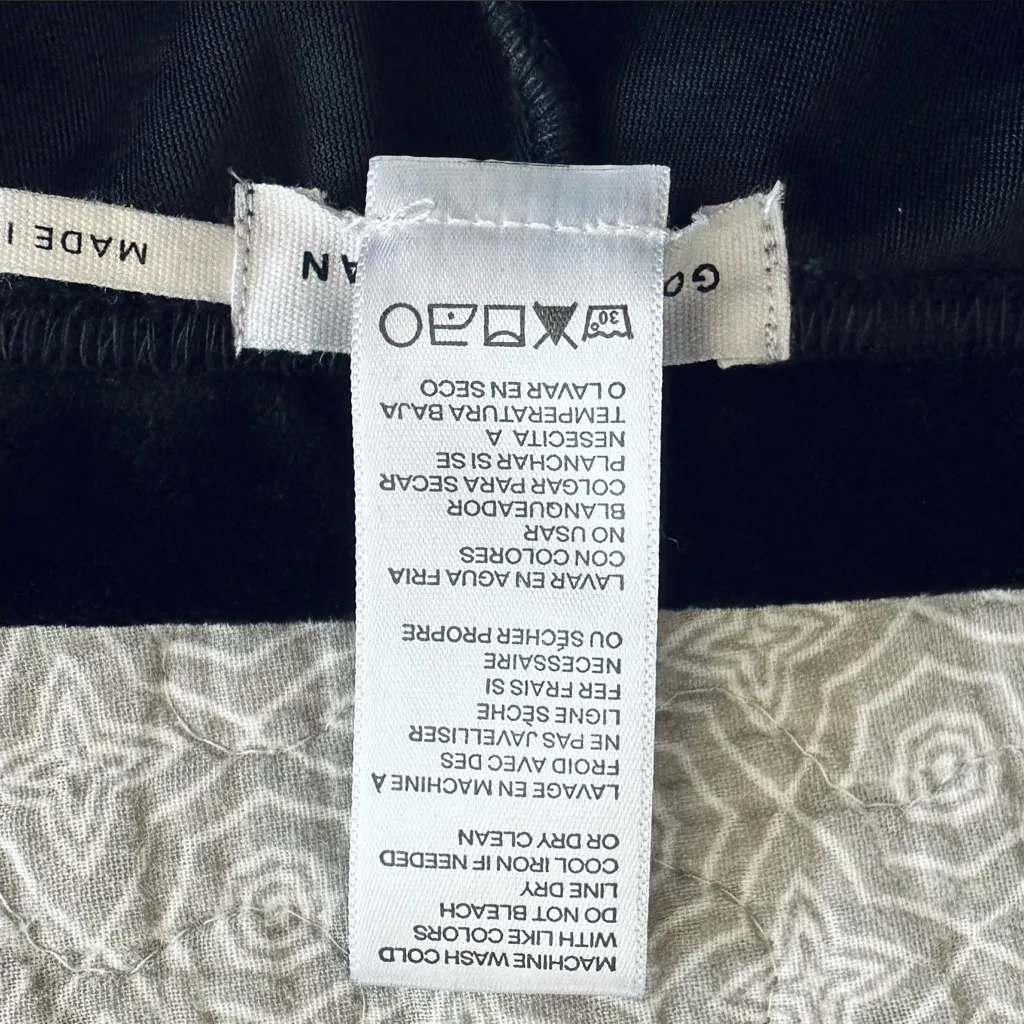 MACHINE WASH COLD
WITH LIKE COLORS
DO NOT BLEACH
LINE DRY
COOL IRON IF NEEDED
OR DRY CLEAN
LAVAGE EN MACHINE À
FROID AVEC DES
NE PAS JAVELLISER
LIGNE SÈCHE
FER FRAIS SI
NECESSAIRE
OU SÉCHER PROPRE
LAVAR EN AGUA FRIA
CON COLORES
NO USAR
BLANQUEADOR
COLGAR PARA SECAR
PLANCHAR SI SE
NESECITA A
TEMPERATURA BAJA
O LAVAR EN SECO
30°
MADE